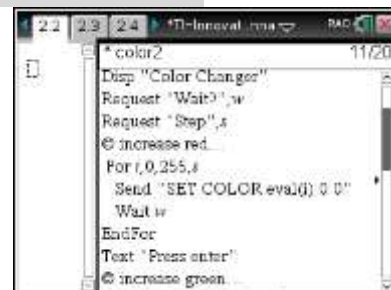 2.2 2.3 2.4 *TI-Innovat...nna RAD
* color2 11/20
Disp "Color Changer"
Request "Wait?",w
Request "Step",s
© increase red...
For i,0,255,s
Send "SET COLOR eval(i) 0 0"
Wait w
EndFor
Text "Press enter"
© increase green...